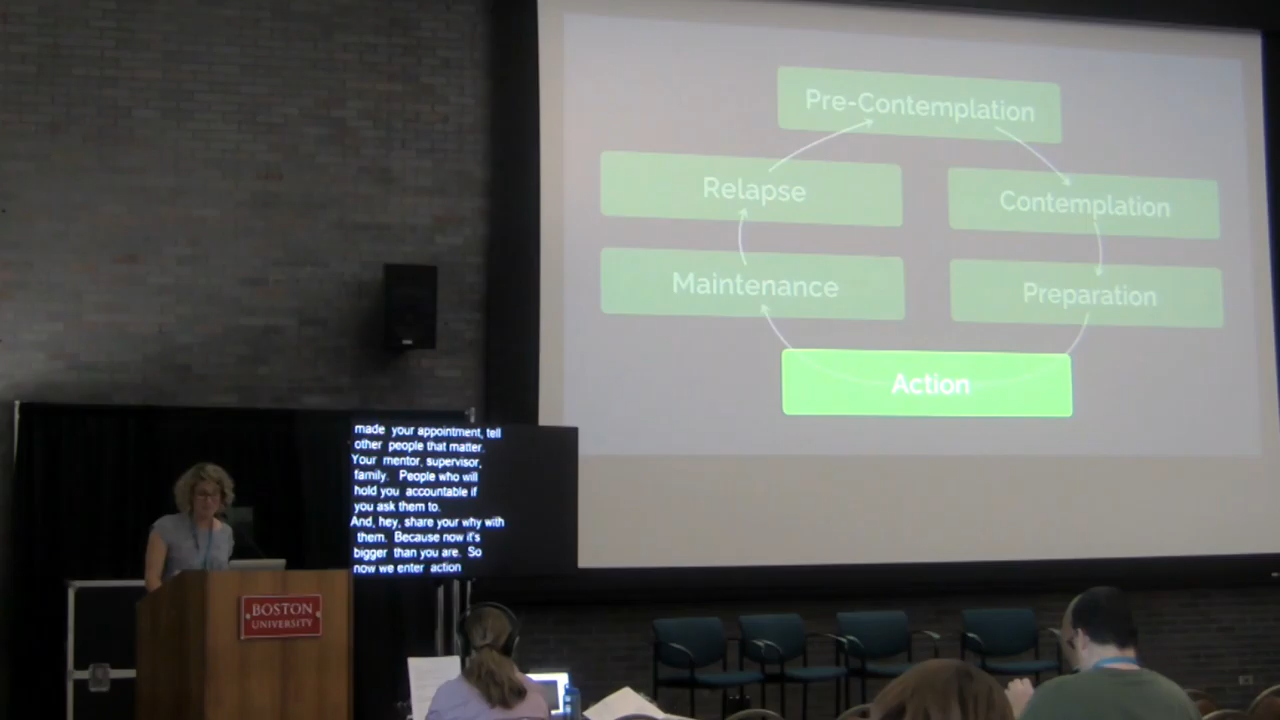 Pre-Contemplation
Relapse
Contemplation
Maintenance
Preparation
Action
made your appointment, tell
other people that matter.
Your mentor, supervisor,
family. People who will
hold you accountable if
you ask them to.
And, hey, share your why with
them. Because now it's
bigger than you are. So
now we enter action
BOSTON
UNIVERSITY